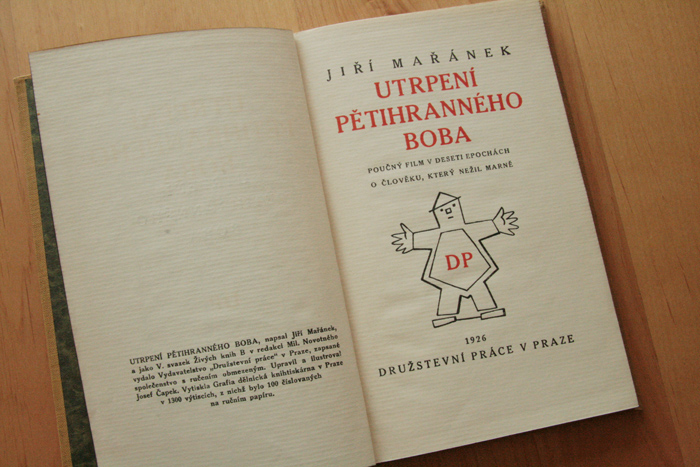 UTRPENÍ PĚTIHRANNÉHO BOBA, napsal Jiří Mařánek,
a jako V. svazek Živých knih B v redakci Mil. Novotného
vydalo Vydavatelstvo „Družstevní práce“ v Praze, zapsané
společenstvo s ručením obmezeným. Upravil a ilustroval
Josef Čapek. Vytiskla Grafia dělnická knihtiskárna v Praze
v 1300 výtiscích, z nichž bylo 100 číslovaných
na ručním papíru.
JIŘÍ MAŘÁNEK
UTRPENÍ
PĚTIHRANNÉHO
BOBA
POUČNÝ FILM V DESETI EPOCHÁCH
O ČLOVĚKU, KTERÝ NEŽIL MARNĚ
DP
1926
DRUŽSTEVNÍ PRÁCE V PRAZE